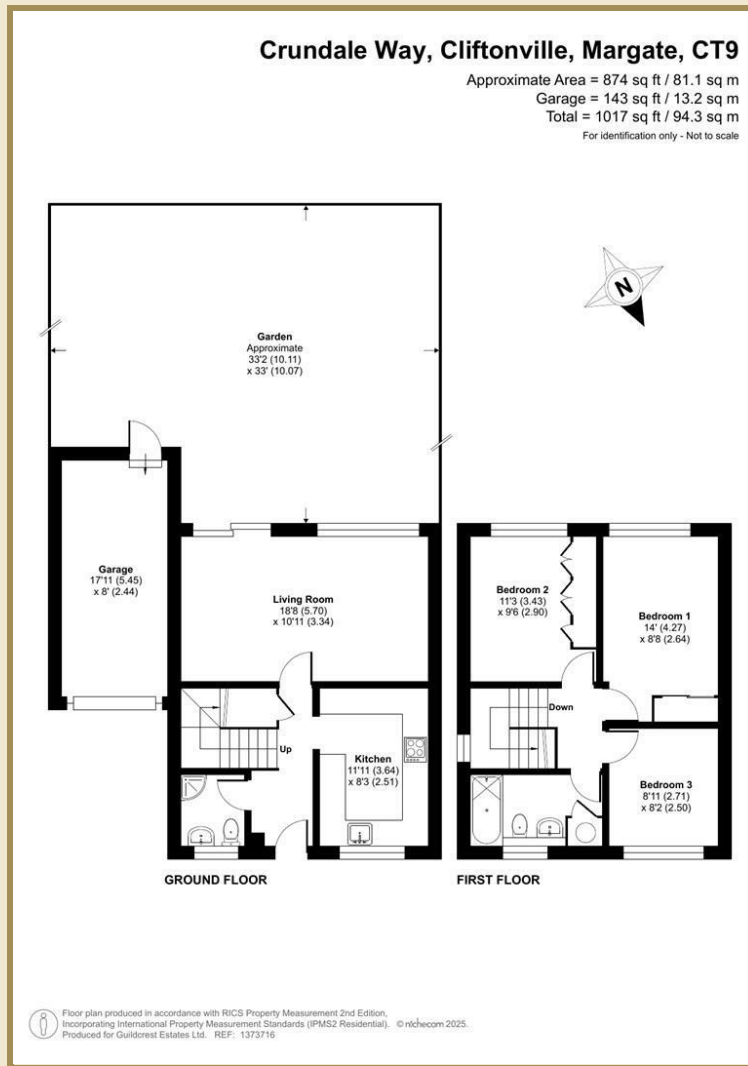 Crundale Way, Cliftonville, Margate, CT9
Approximate Area = 874 sq ft / 81.1 sq m
Garage = 143 sq ft / 13.2 sq m
Total = 1017 sq ft / 94.3 sq m
For identification only - Not to scale
N
Garden
Approximate
33'2 (10.11)
x 33' (10.07)
Garage
17'11 (5.45)
x 8' (2.44)
Living Room
18'8 (5.70)
x 10'11 (3.34)
Up
Kitchen
11'11 (3.64)
x 8'3 (2.51)
GROUND FLOOR
Bedroom 2
11'3 (3.43)
x 9'6 (2.90)
Bedroom 1
14' (4.27)
x 8'8 (2.64)
Down
Bedroom 3
8'11 (2.71)
x 8'2 (2.50)
FIRST FLOOR
Floor plan produced in accordance with RICS Property Measurement 2nd Edition,
Incorporating International Property Measurement Standards (IPMS2 Residential). © nichecom 2025.
Produced for Guildcrest Estates Ltd. REF: 1373716